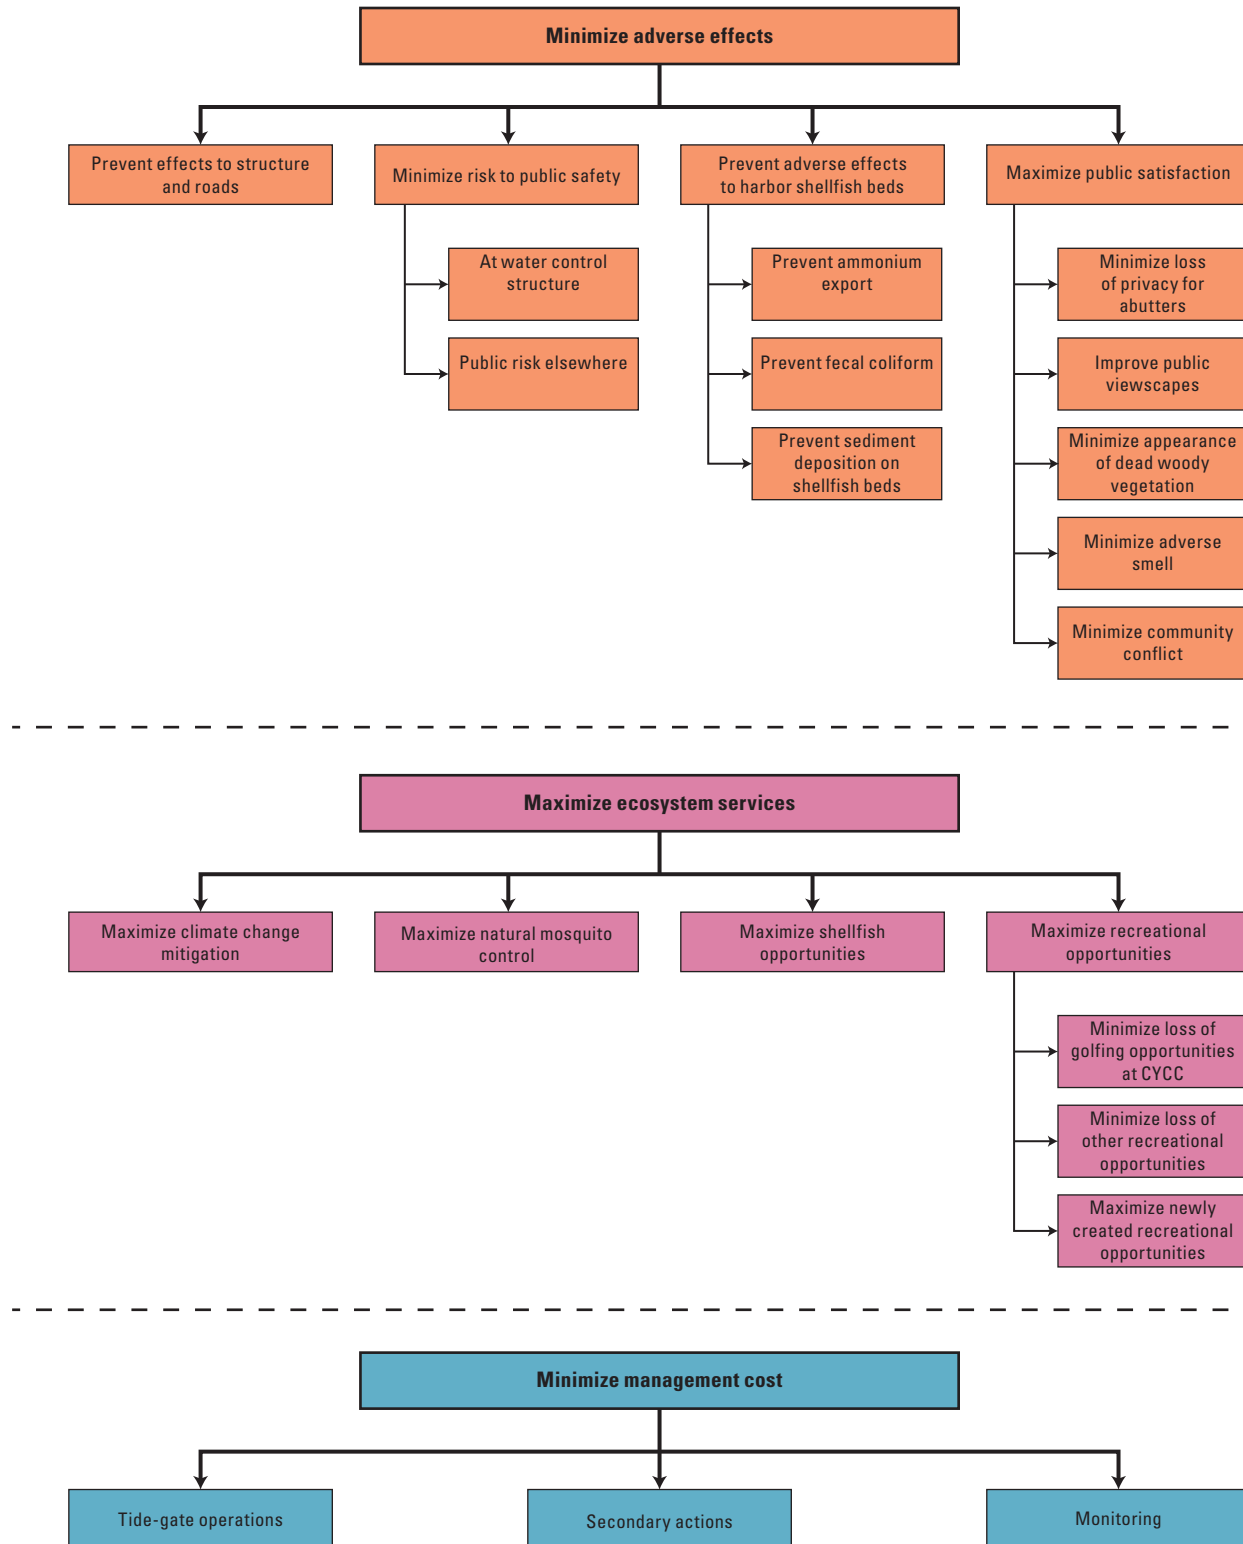 Minimize adverse effects
Prevent effects to structure
and roads
Minimize risk to public safety
Prevent adverse effects
to harbor shellfish beds
Maximize public satisfaction
At water control
structure
Public risk elsewhere
Prevent ammonium
export
Prevent fecal coliform
Prevent sediment
deposition on
shellfish beds
Minimize loss
of privacy for
abutters
Improve public
viewscapes
Minimize appearance
of dead woody
vegetation
Minimize adverse
smell
Minimize community
conflict
Maximize ecosystem services
Maximize climate change
mitigation
Maximize natural mosquito
control
Maximize shellfish
opportunities
Maximize recreational
opportunities
Minimize loss of
golfing opportunities
at CYCC
Minimize loss of
other recreational
opportunities
Maximize newly
created recreational
opportunities
Minimize management cost
Tide-gate operations
Secondary actions
Monitoring